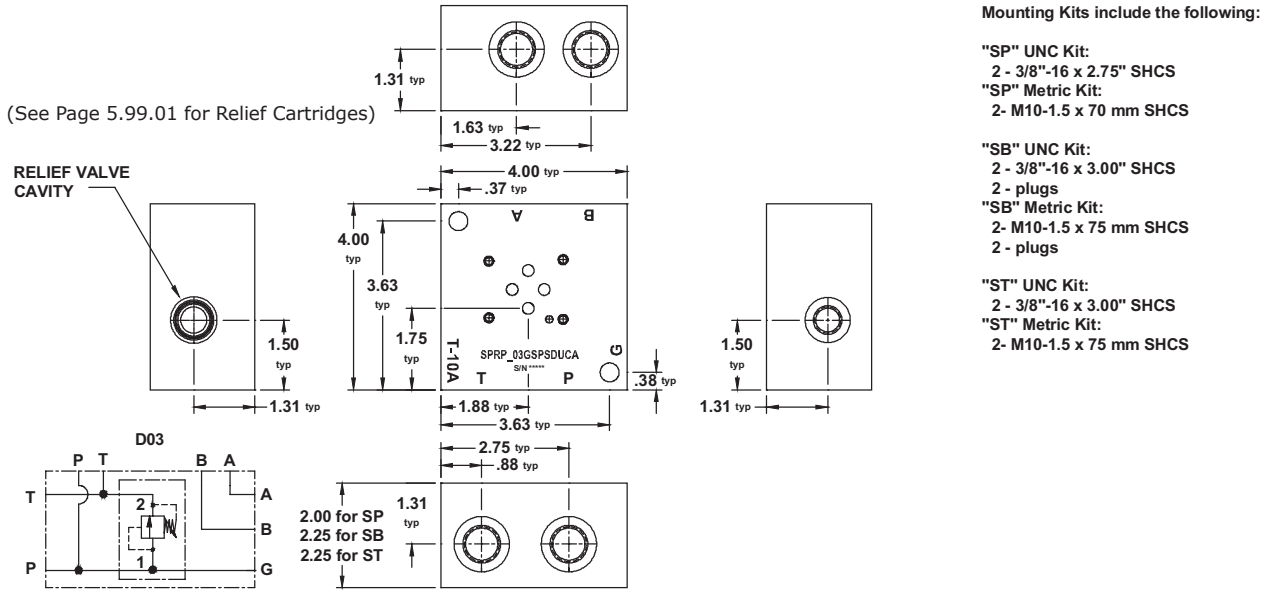 Mounting Kits include the following:
"SP" UNC Kit:
2 - 3/8"-16 x 2.75" SHCS
"SP" Metric Kit:
2- M10-1.5 x 70 mm SHCS
"SB" UNC Kit:
2 - 3/8"-16 x 3.00" SHCS
2 - plugs
"SB" Metric Kit:
2- M10-1.5 x 75 mm SHCS
2 - plugs
"ST" UNC Kit:
2 - 3/8"-16 x 3.00" SHCS
"ST" Metric Kit:
2- M10-1.5 x 75 mm SHCS
1.31 typ
(See Page 5.99.01 for Relief Cartridges)
1.63 typ
3.22 typ
4.00 typ
.37 typ
RELIEF VALVE
CAVITY
A B
4.00
typ
3.63
typ
1.75
typ
1.50
typ
1.31 typ
T-10A
SPRP_03GSPSDUCA
S/N *****
G
T P
.38 typ
1.50
typ
1.31 typ
1.88 typ
3.63 typ
2.75 typ
.88 typ
D03
P T B A
T
A
2
B
P
1
G
2.00 for SP
2.25 for SB
2.25 for ST
1.31
typ